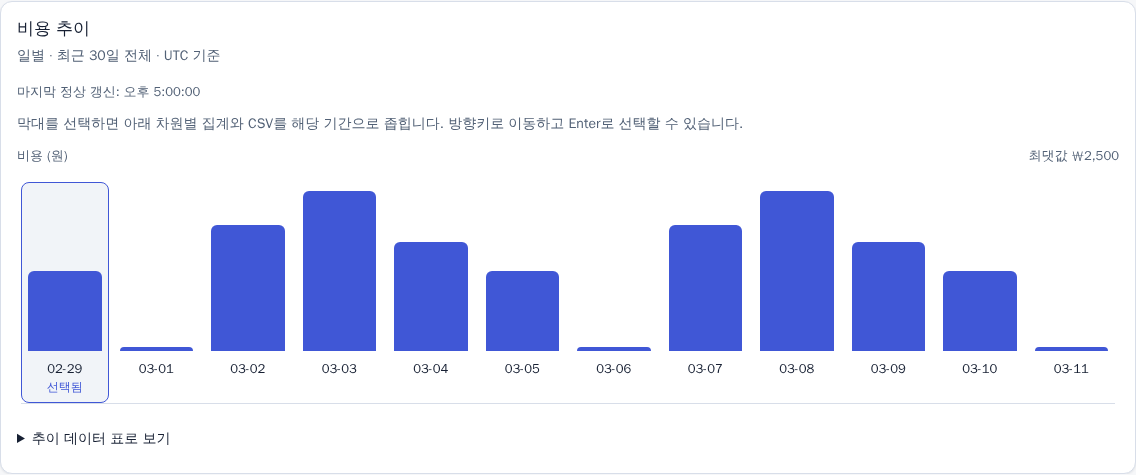 비용 추이
일별 · 최근 30일 전체 · UTC 기준
마지막 정상 갱신: 오후 5:00:00
막대를 선택하면 아래 차원별 집계와 CSV를 해당 기간으로 좁힙니다. 방향키로 이동하고 Enter로 선택할 수 있습니다.
비용 (원) 최댓값 ₩2,500
02-29 03-01 03-02 03-03 03-04 03-05 03-06 03-07 03-08 03-09 03-10 03-11
선택됨
▶ 추이 데이터 표로 보기